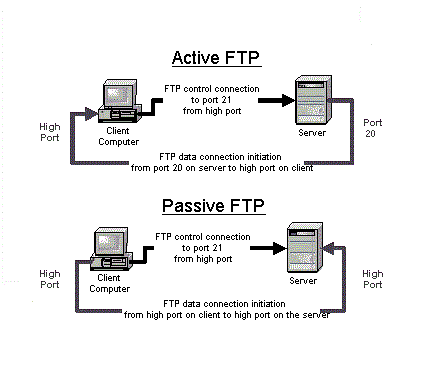 Active FTP
FTP control connection
to port 21
from high port
High
Port
Client
Computer
Server
Port
20
FTP data connection initiation
from port 20 on server to high port on client
Passive FTP
FTP control connection
to port 21
from high port
High
Port
Client
Computer
Server
High
Port
FTP data connection initiation
from high port on client to high port on the server